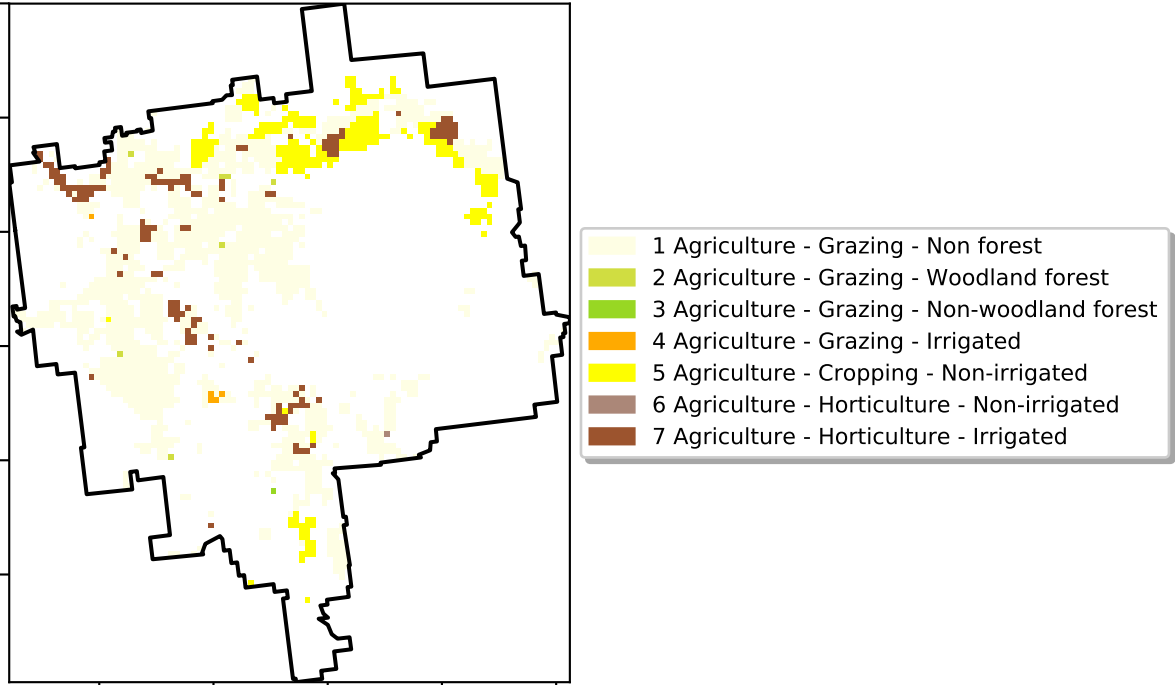 1 Agriculture - Grazing - Non forest
2 Agriculture - Grazing - Woodland forest
3 Agriculture - Grazing - Non-woodland forest
4 Agriculture - Grazing - Irrigated
5 Agriculture - Cropping - Non-irrigated
6 Agriculture - Horticulture - Non-irrigated
7 Agriculture - Horticulture - Irrigated